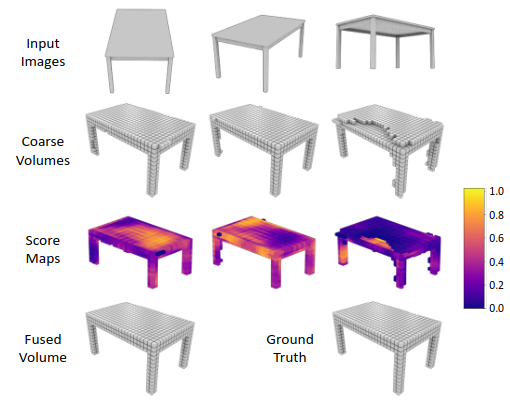 Input
Images
Coarse
Volumes
Score
Maps
1.0
0.8
0.6
0.4
0.2
0.0
Fused
Volume
Ground
Truth